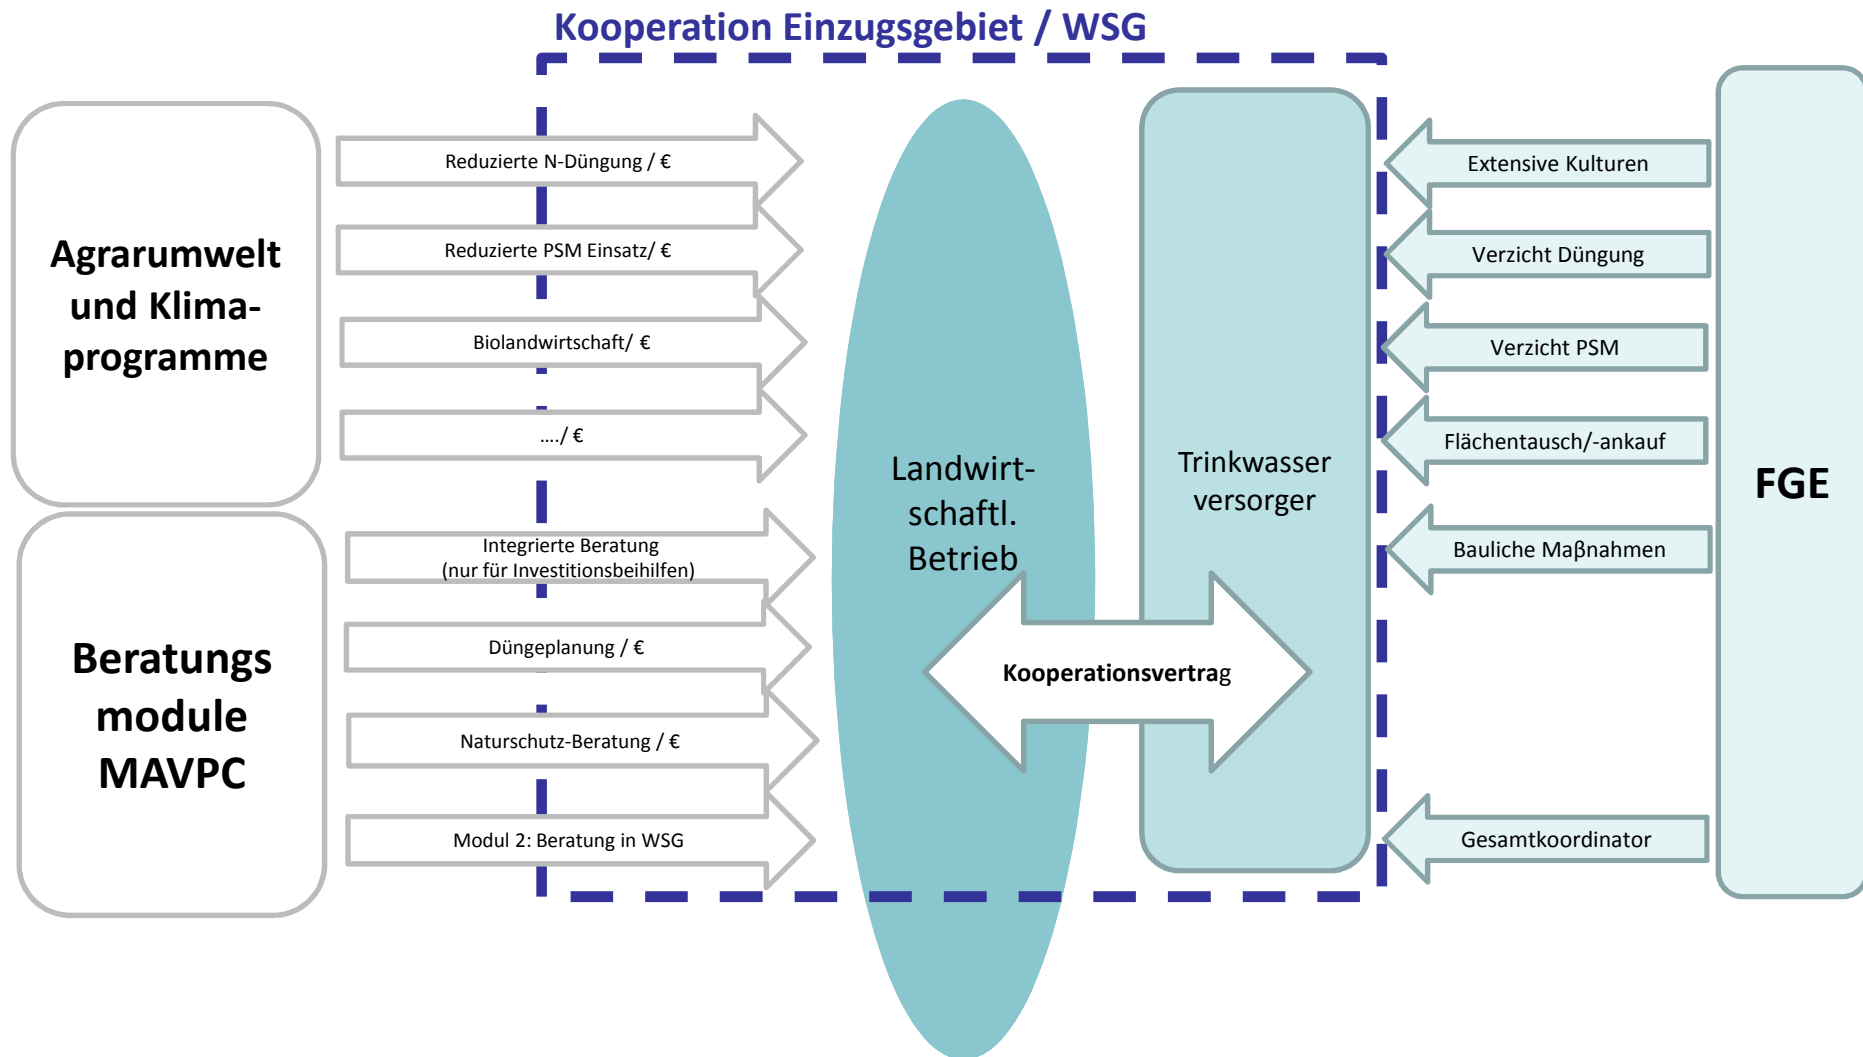 Kooperation Einzugsgebiet / WSG
Agrarumwelt
und Klima-
programme
Reduzierte N-Düngung / €
Reduzierte PSM Einsatz/ €
Biolandwirtschaft/ €
…./ €
Beratungs
module
MAVPC
Integrierte Beratung
(nur für Investitionsbeihilfen)
Düngeplanung / €
Naturschutz-Beratung / €
Modul 2: Beratung in WSG
Landwirt-
schaftl.
Betrieb
Kooperationsvertrag
Trinkwasser
versorger
Extensive Kulturen
Verzicht Düngung
Verzicht PSM
Flächentausch/-ankauf
Bauliche Maβnahmen
Gesamtkoordinator
FGE